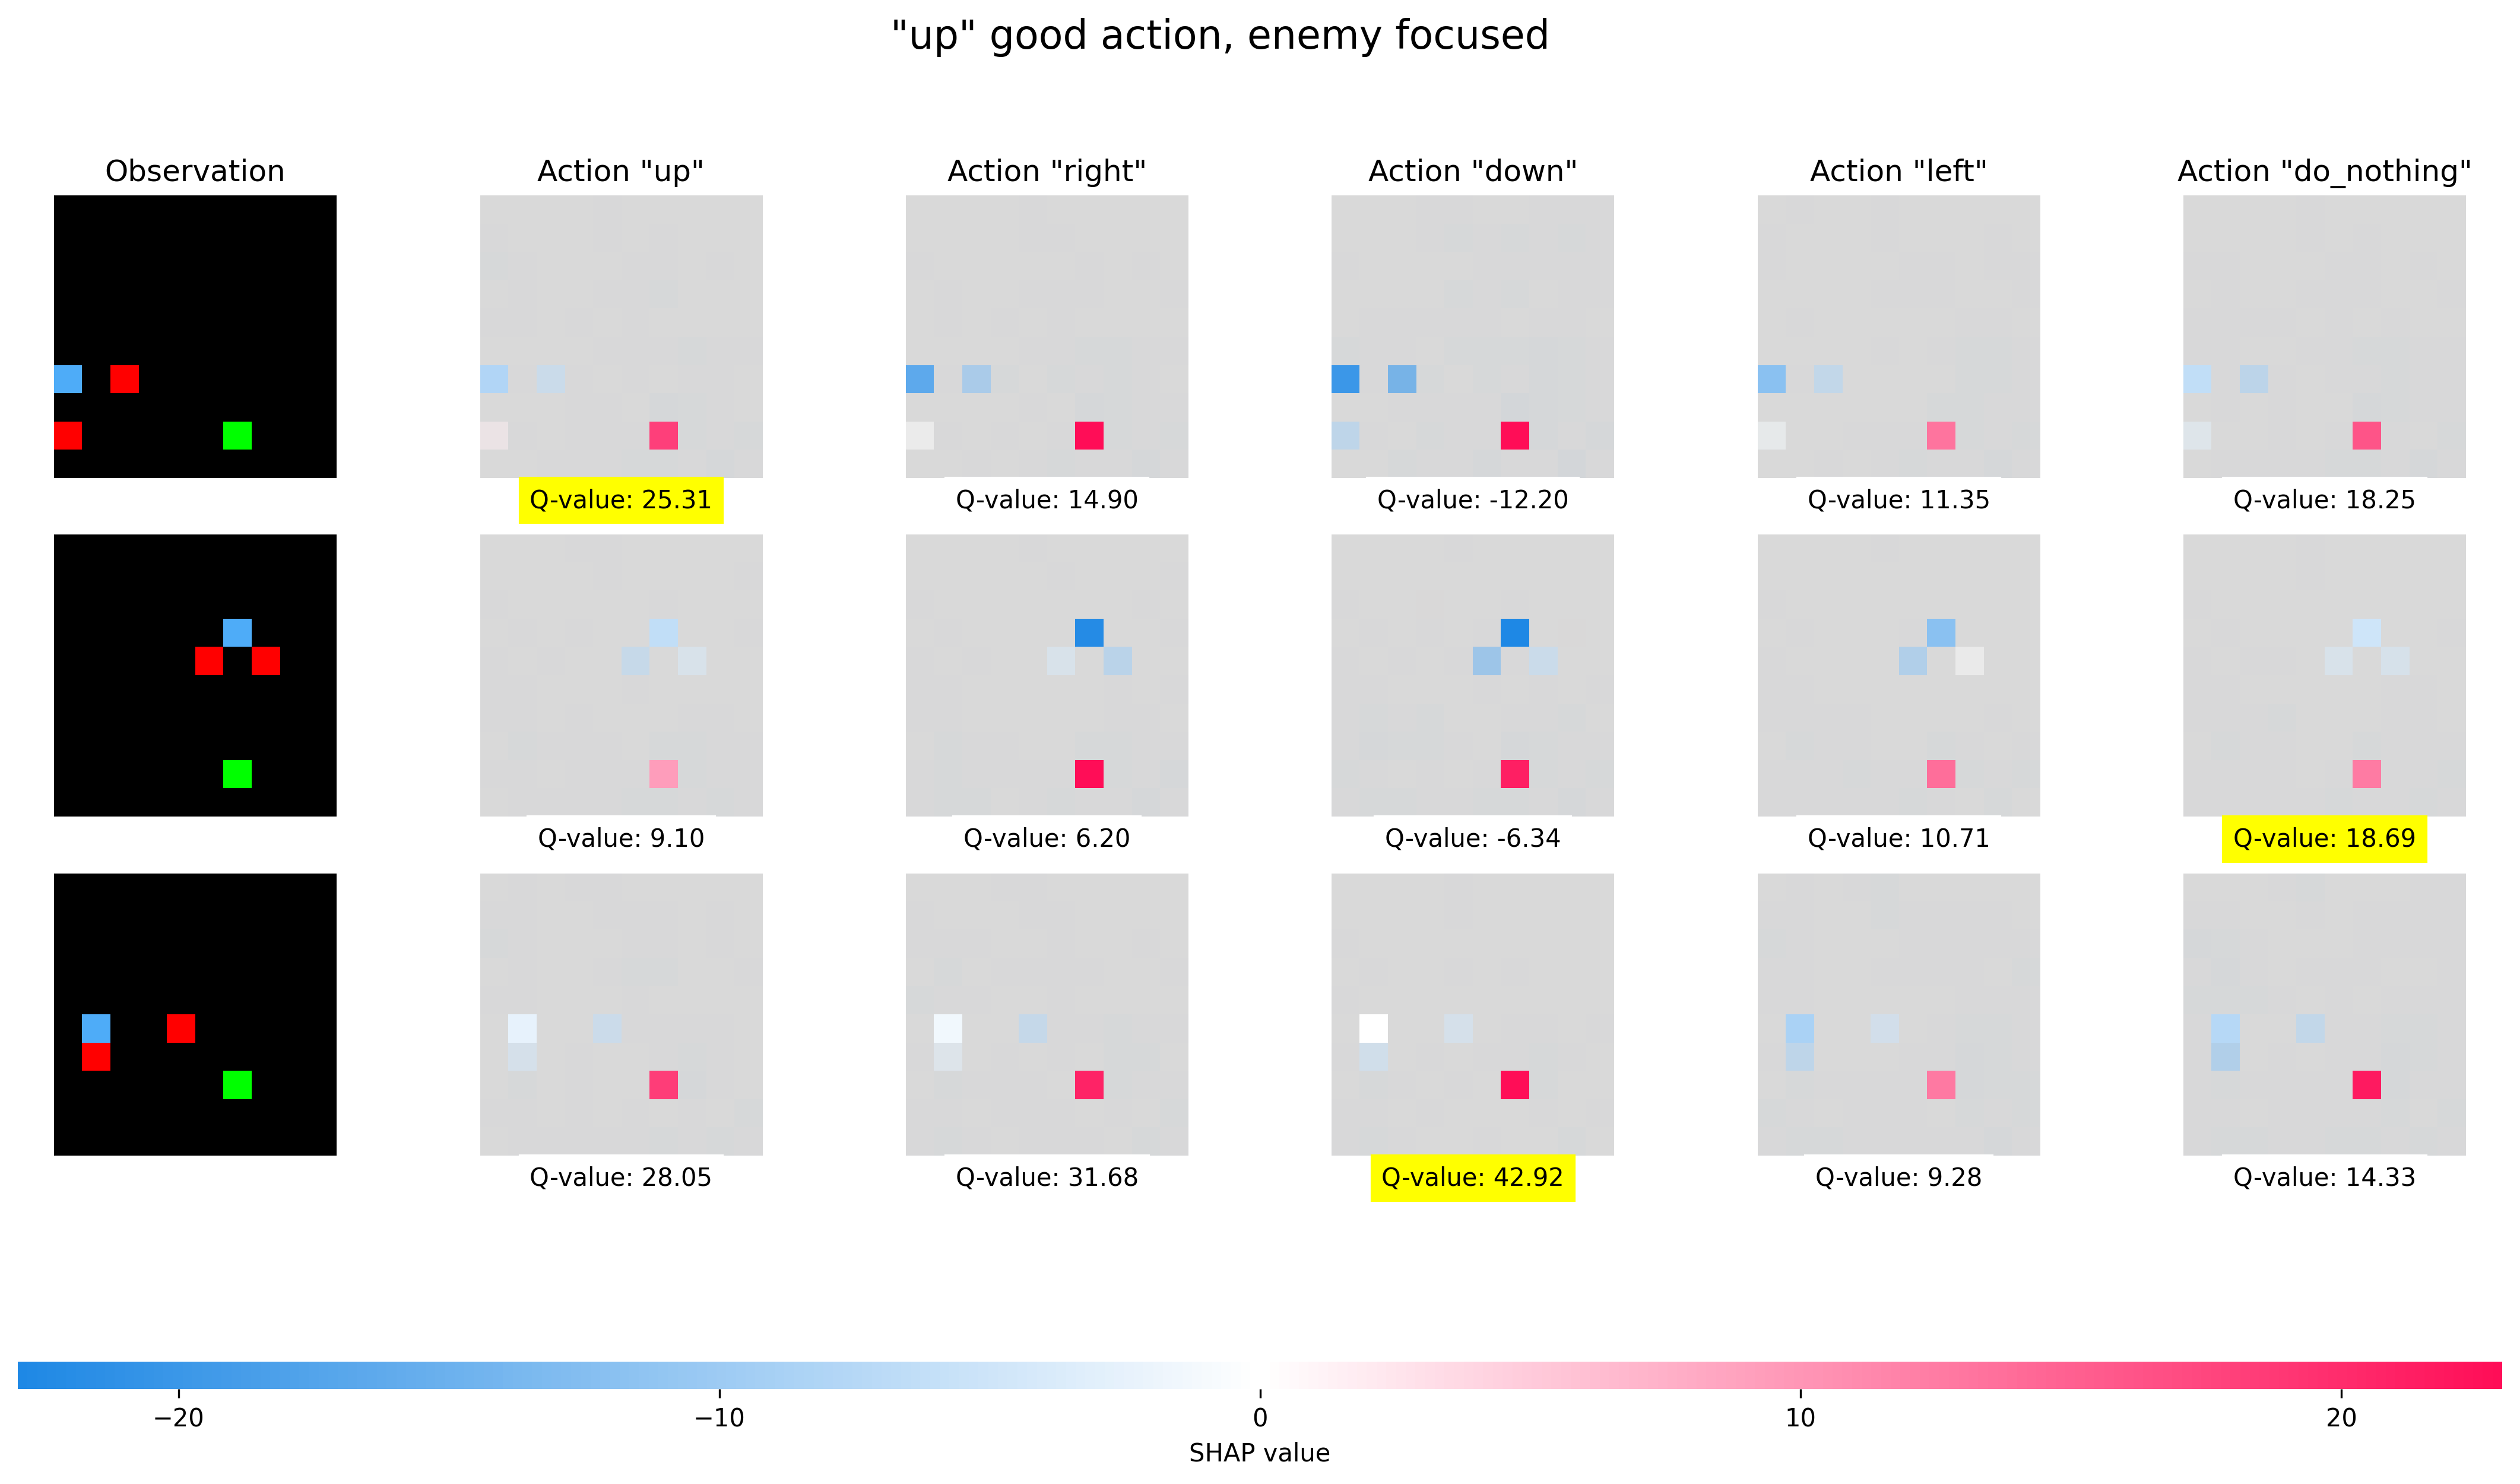 "up" good action, enemy focused
Observation
Action "up"
Action "right"
Action "down"
Action "left"
Action "do_nothing"
Q-value: 25.31
Q-value: 14.90
Q-value: -12.20
Q-value: 11.35
Q-value: 18.25
Q-value: 9.10
Q-value: 6.20
Q-value: -6.34
Q-value: 10.71
Q-value: 18.69
Q-value: 28.05
Q-value: 31.68
Q-value: 42.92
Q-value: 9.28
Q-value: 14.33
−20
−10
0
10
20
SHAP value